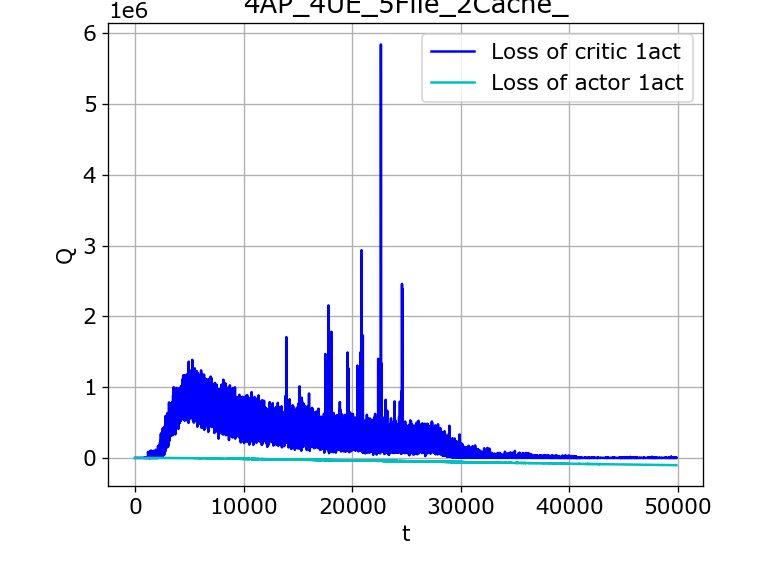 4AP_4UE_5File_2Cache_
1e6
6
5
4
3
2
1
0
Q
Loss of critic 1act
Loss of actor 1act
0 10000 20000 30000 40000 50000
t